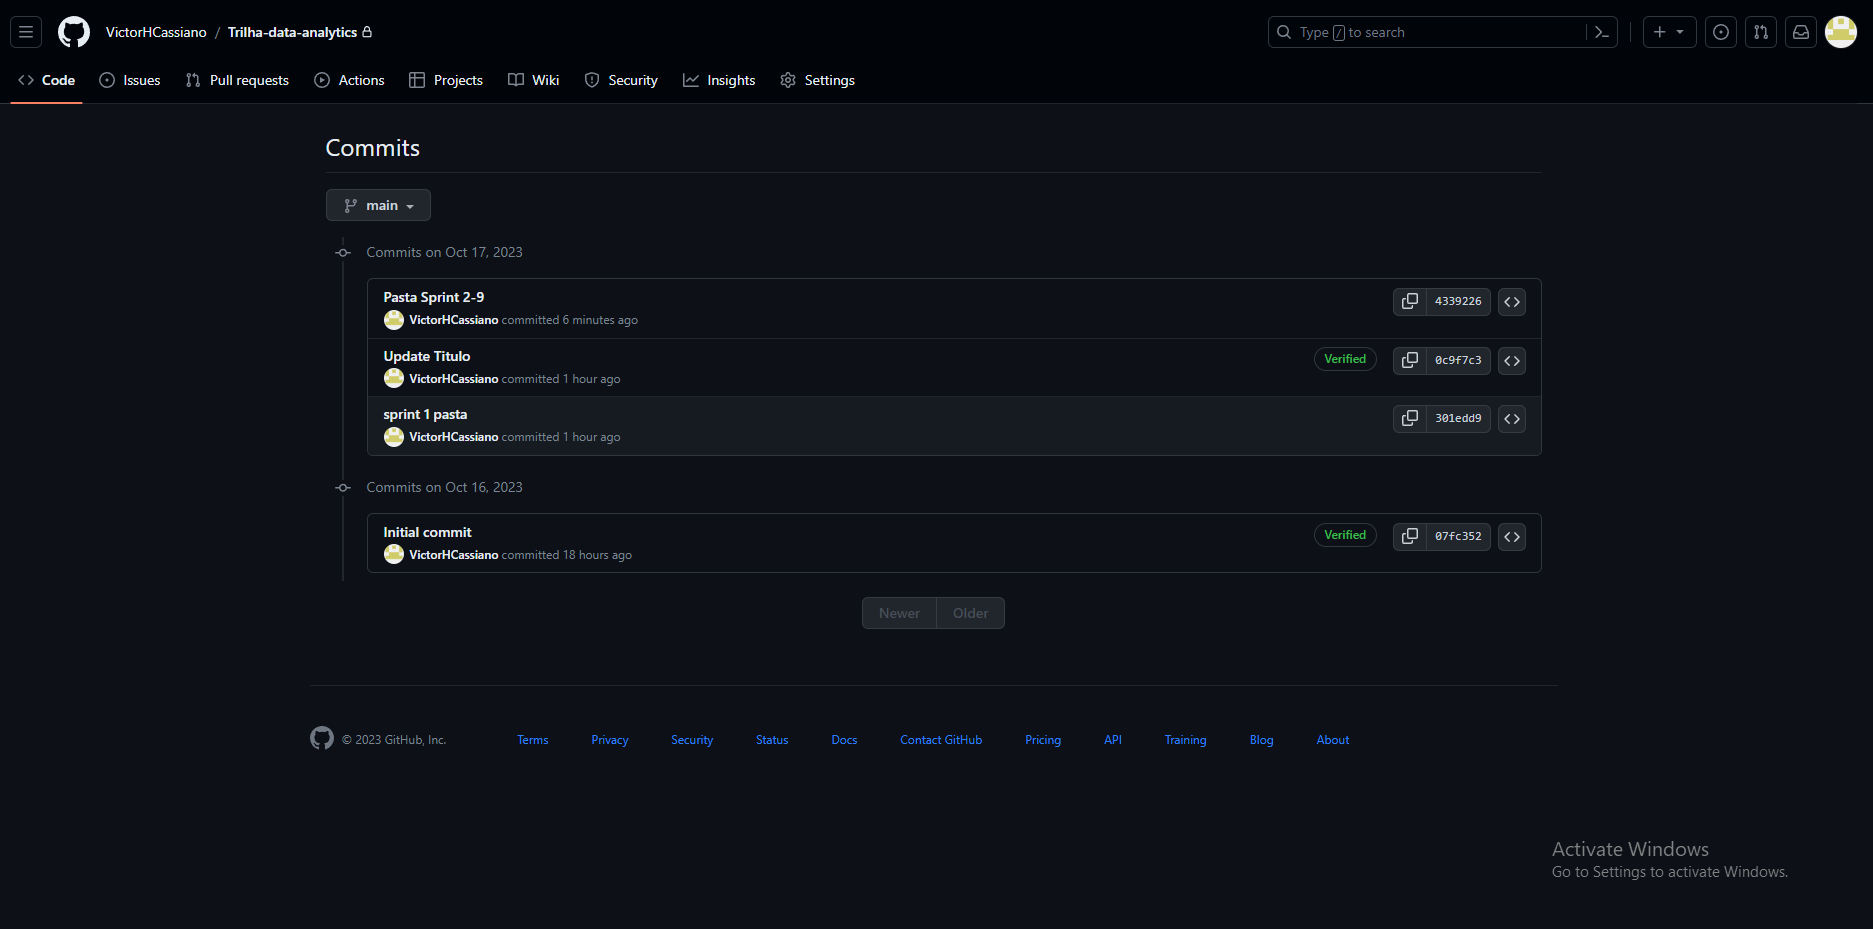 VictorHCassiano / Trilha-data-analytics
Type / to search
Code Issues Pull requests Actions Projects Wiki Security Insights Settings
Commits
main
Commits on Oct 17, 2023
Pasta Sprint 2-9
4339226
VictorHCassiano committed 6 minutes ago
Update Titulo
Verified 0c9f7c3
VictorHCassiano committed 1 hour ago
sprint 1 pasta
301edd9
VictorHCassiano committed 1 hour ago
Commits on Oct 16, 2023
Initial commit
Verified 07fc352
VictorHCassiano committed 18 hours ago
Newer Older
© 2023 GitHub, Inc. Terms Privacy Security Status Docs Contact GitHub Pricing API Training Blog About
Activate Windows
Go to Settings to activate Windows.